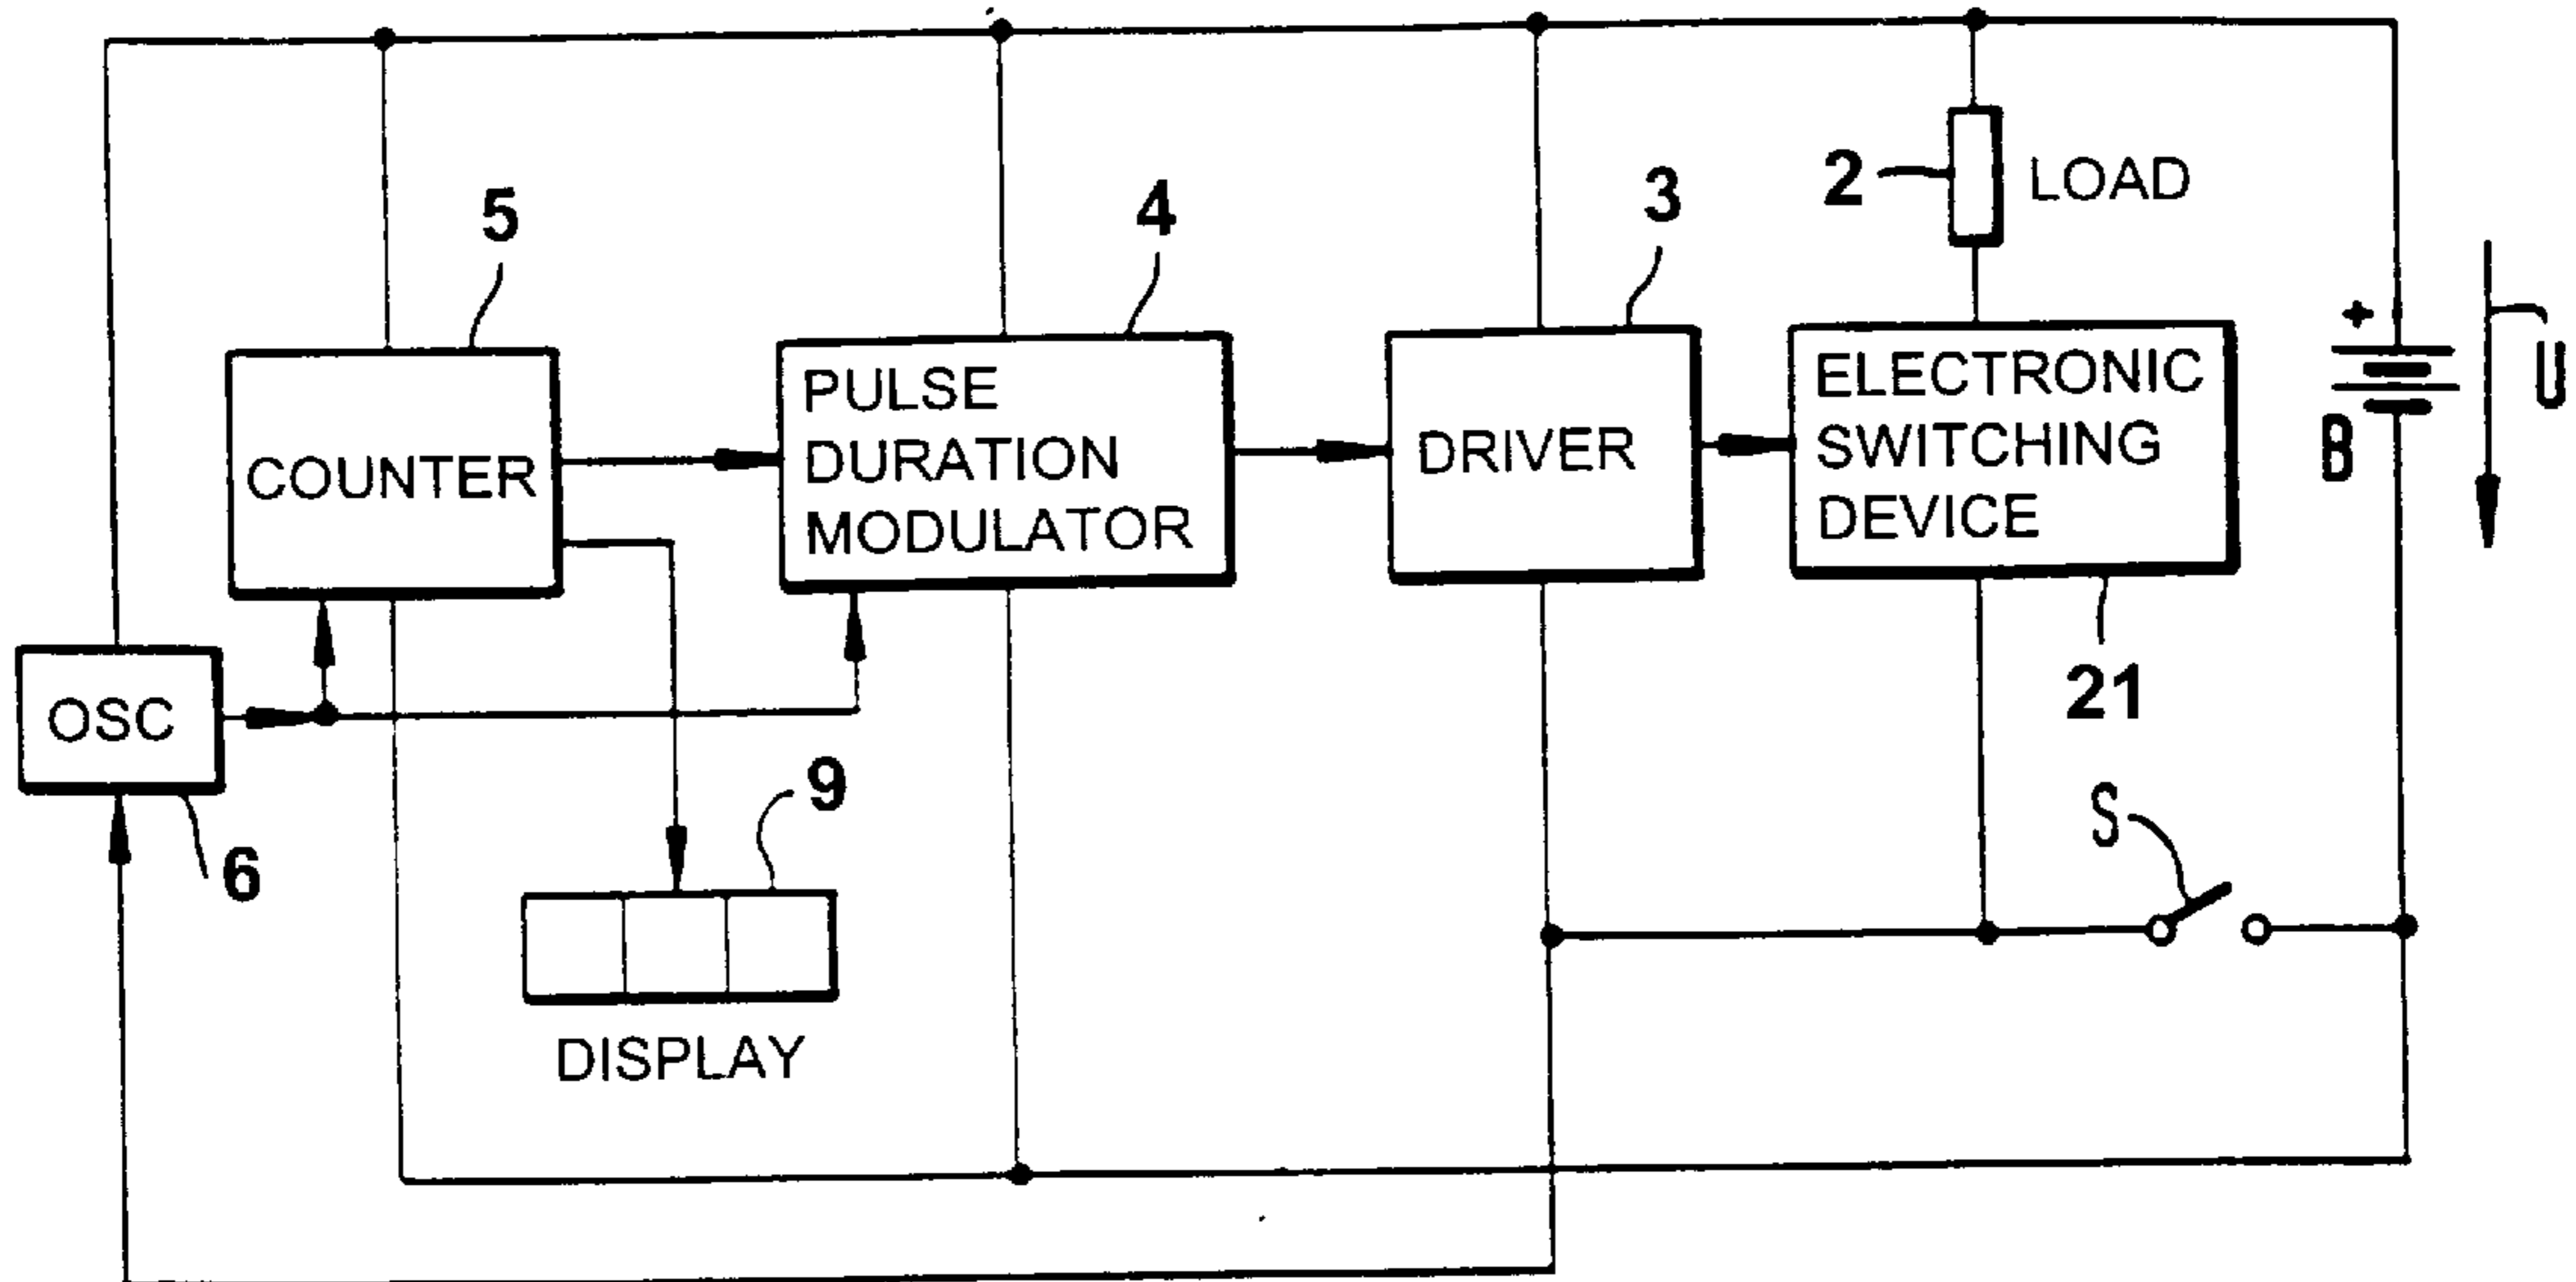 5
4
3
2
LOAD
+
B
U
COUNTER
PULSE
DURATION
MODULATOR
DRIVER
ELECTRONIC
SWITCHING
DEVICE
21
OSC
6
9
DISPLAY
S